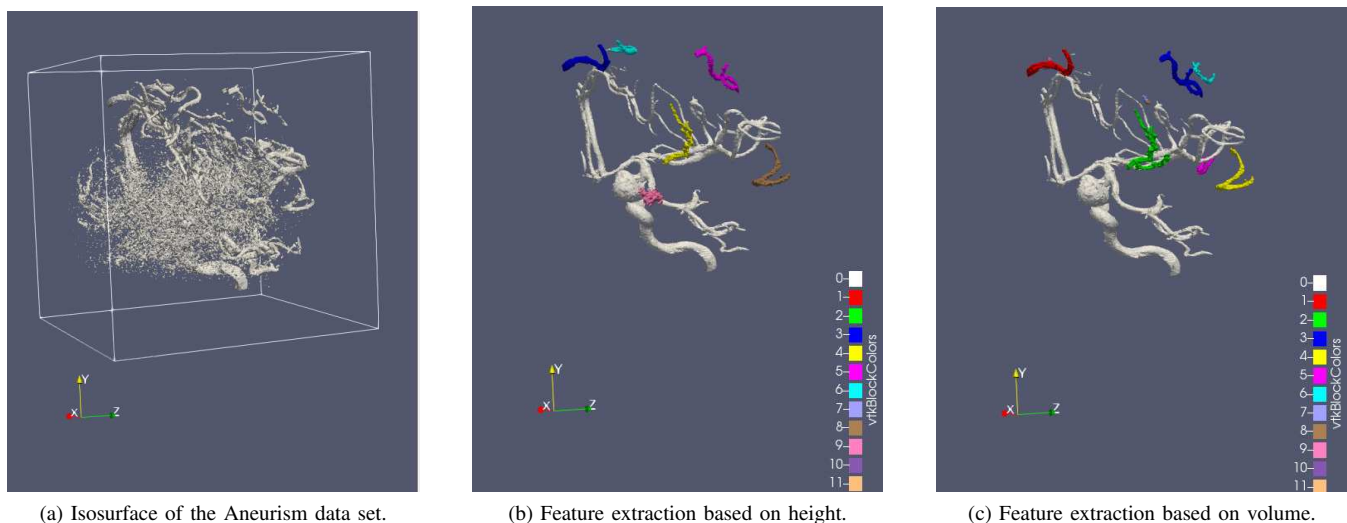 Y
X
Z
(a) Isosurface of the Aneurism data set.
Y
X
Z
0
1
2
3
4
5
6
7
8
9
10
11
vtkBlockColors
(b) Feature extraction based on height.
Y
X
Z
0
1
2
3
4
5
6
7
8
9
10
11
vtkBlockColors
(c) Feature extraction based on volume.